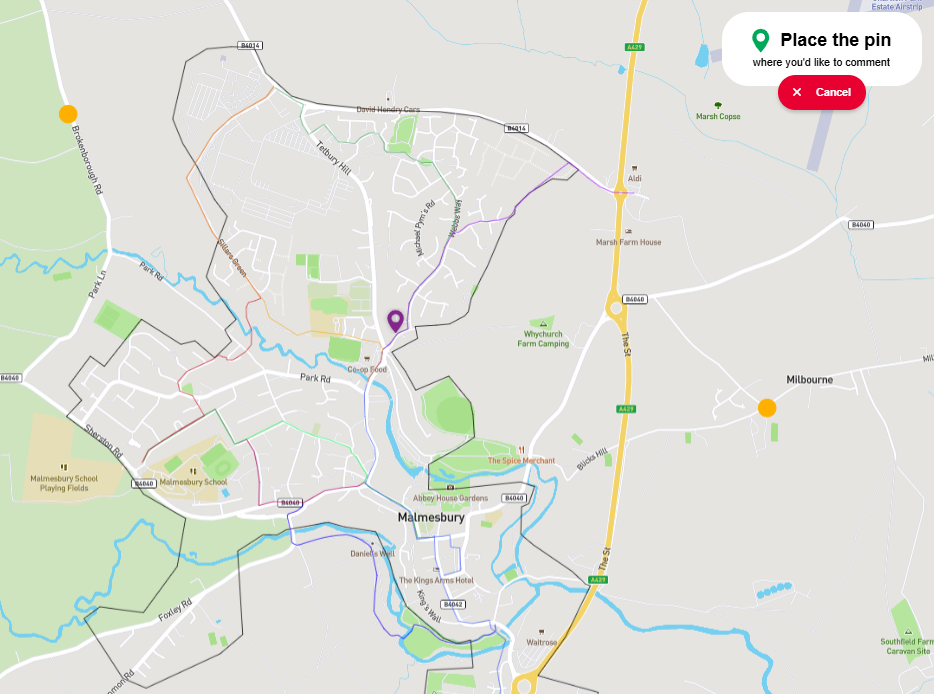 Estate Airstrip
Place the pin
where you'd like to comment
Cancel
B4014
A429
David Hendry Cars
Marsh Copse
B4014
Brokenborough Rd
Tetbury Hill
Aldi
Michael Pym's Rd
Webbs Way
B4040
Marsh Farm House
Gillians Green
Park Rd
Park Ln
B4040
Whychurch
Farm Camping
The St
Co-op Food
Park Rd
B4040
Milbourne
A429
Sherston Rd
Blicks Hill
The Spice Merchant
Malmesbury School
Playing Fields
Malmesbury School
B4040
Abbey House Gardens
B4040
B4040
Malmesbury
Daniels Well
The St
The Kings Arms Hotel
A429
King's Wall
B4042
Foxley Rd
Waitrose
Southfield Farm
Caravan Site